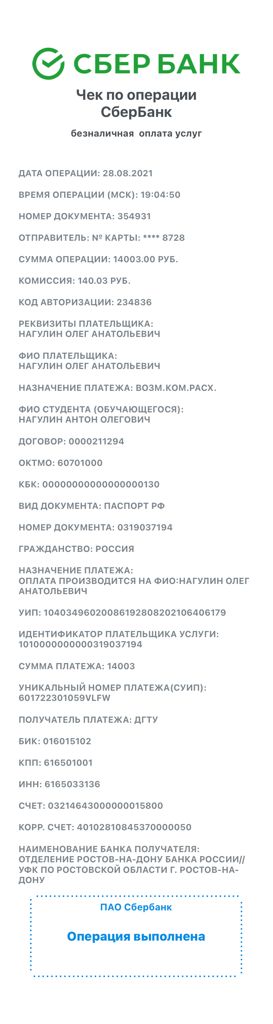 СБЕР БАНК
Чек по операции
СберБанк
безналичная оплата услуг
ДАТА ОПЕРАЦИИ: 28.08.2021
ВРЕМЯ ОПЕРАЦИИ (МСК): 19:04:50
НОМЕР ДОКУМЕНТА: 354931
ОТПРАВИТЕЛЬ: № КАРТЫ: **** 8728
СУММА ОПЕРАЦИИ: 14003.00 РУБ.
КОМИССИЯ: 140.03 РУБ.
КОД АВТОРИЗАЦИИ: 234836
РЕКВИЗИТЫ ПЛАТЕЛЬЩИКА:
НАГУЛИН ОЛЕГ АНАТОЛЬЕВИЧ
ФИО ПЛАТЕЛЬЩИКА:
НАГУЛИН ОЛЕГ АНАТОЛЬЕВИЧ
НАЗНАЧЕНИЕ ПЛАТЕЖА: ВОЗМ.КОМ.РАСХ.
ФИО СТУДЕНТА (ОБУЧАЮЩЕГОСЯ):
НАГУЛИН АНТОН ОЛЕГОВИЧ
ДОГОВОР: 0000211294
ОКТМО: 60701000
КБК: 00000000000000000130
ВИД ДОКУМЕНТА: ПАСПОРТ РФ
НОМЕР ДОКУМЕНТА: 0319037194
ГРАЖДАНСТВО: РОССИЯ
НАЗНАЧЕНИЕ ПЛАТЕЖА:
ОПЛАТА ПРОИЗВОДИТСЯ НА ФИО:НАГУЛИН ОЛЕГ
АНАТОЛЬЕВИЧ
УИП: 10403496020086192808202106406179
ИДЕНТИФИКАТОР ПЛАТЕЛЬЩИКА УСЛУГИ:
1010000000000319037194
СУММА ПЛАТЕЖА: 14003
УНИКАЛЬНЫЙ НОМЕР ПЛАТЕЖА(СУИП):
601722301059VLFW
ПОЛУЧАТЕЛЬ ПЛАТЕЖА: ДГТУ
БИК: 016015102
КПП: 616501001
ИНН: 6165033136
СЧЕТ: 03214643000000015800
КОРР. СЧЕТ: 40102810845370000050
НАИМЕНОВАНИЕ БАНКА ПОЛУЧАТЕЛЯ:
ОТДЕЛЕНИЕ РОСТОВ-НА-ДОНУ БАНКА РОССИИ//
УФК ПО РОСТОВСКОЙ ОБЛАСТИ Г. РОСТОВ-НА-
ДОНУ
ПАО Сбербанк
Операция выполнена